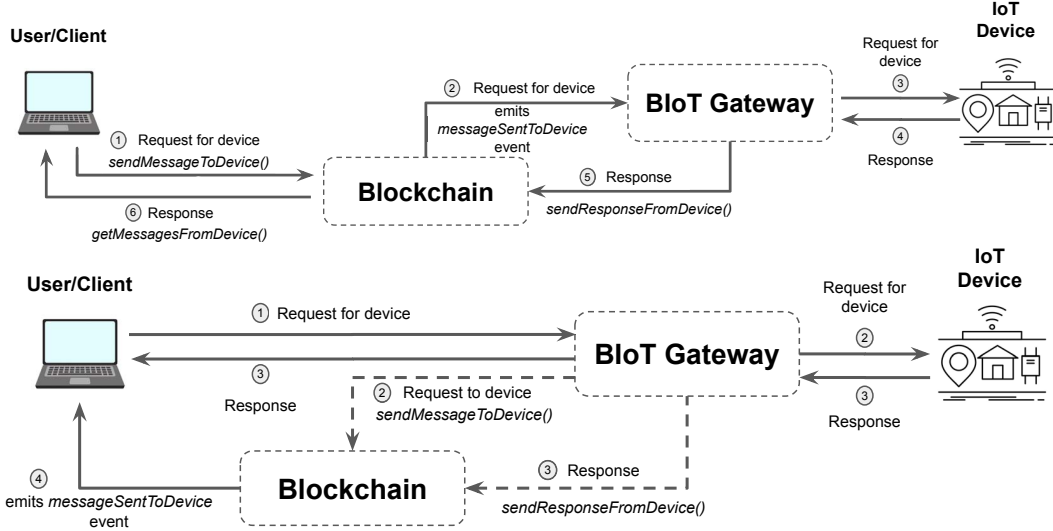 IoT
Device
User/Client
Request for
device
③
② Request for device
emits
messageSentToDevice
event
BIoT Gateway
① Request for device
sendMessageToDevice()
④
Response
Blockchain
⑤ Response
sendResponseFromDevice()
⑥ Response
getMessagesFromDevice()
IoT
Device
User/Client
Request for
device
① Request for device
②
BIoT Gateway
③
Response
② Request to device
sendMessageToDevice()
③
Response
④
emits messageSentToDevice
event
Blockchain
③ Response
sendResponseFromDevice()